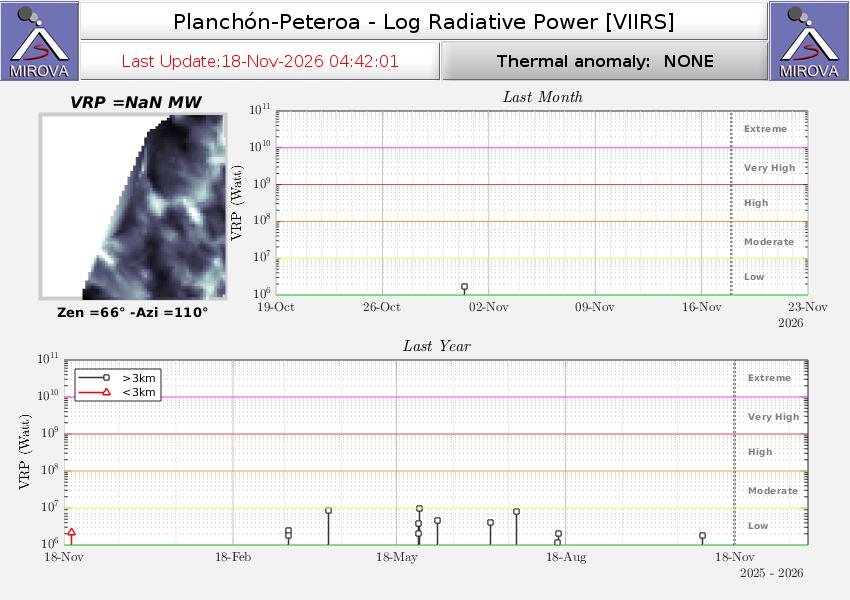 Planchón-Peteroa - Log Radiative Power [VIIRS]
MIROVA
Last Update:18-Nov-2026 04:42:01
Thermal anomaly: NONE
MIROVA
VRP =NaN MW
Zen =66° -Azi =110°
Last Month
VRP (Watt)
10^11
10^10
10^9
10^8
10^7
10^6
Extreme
Very High
High
Moderate
Low
19-Oct 26-Oct 02-Nov 09-Nov 16-Nov 23-Nov
2026
Last Year
VRP (Watt)
10^11
10^10
10^9
10^8
10^7
10^6
>3km
<3km
Extreme
Very High
High
Moderate
Low
18-Nov 18-Feb 18-May 18-Aug 18-Nov
2025 - 2026